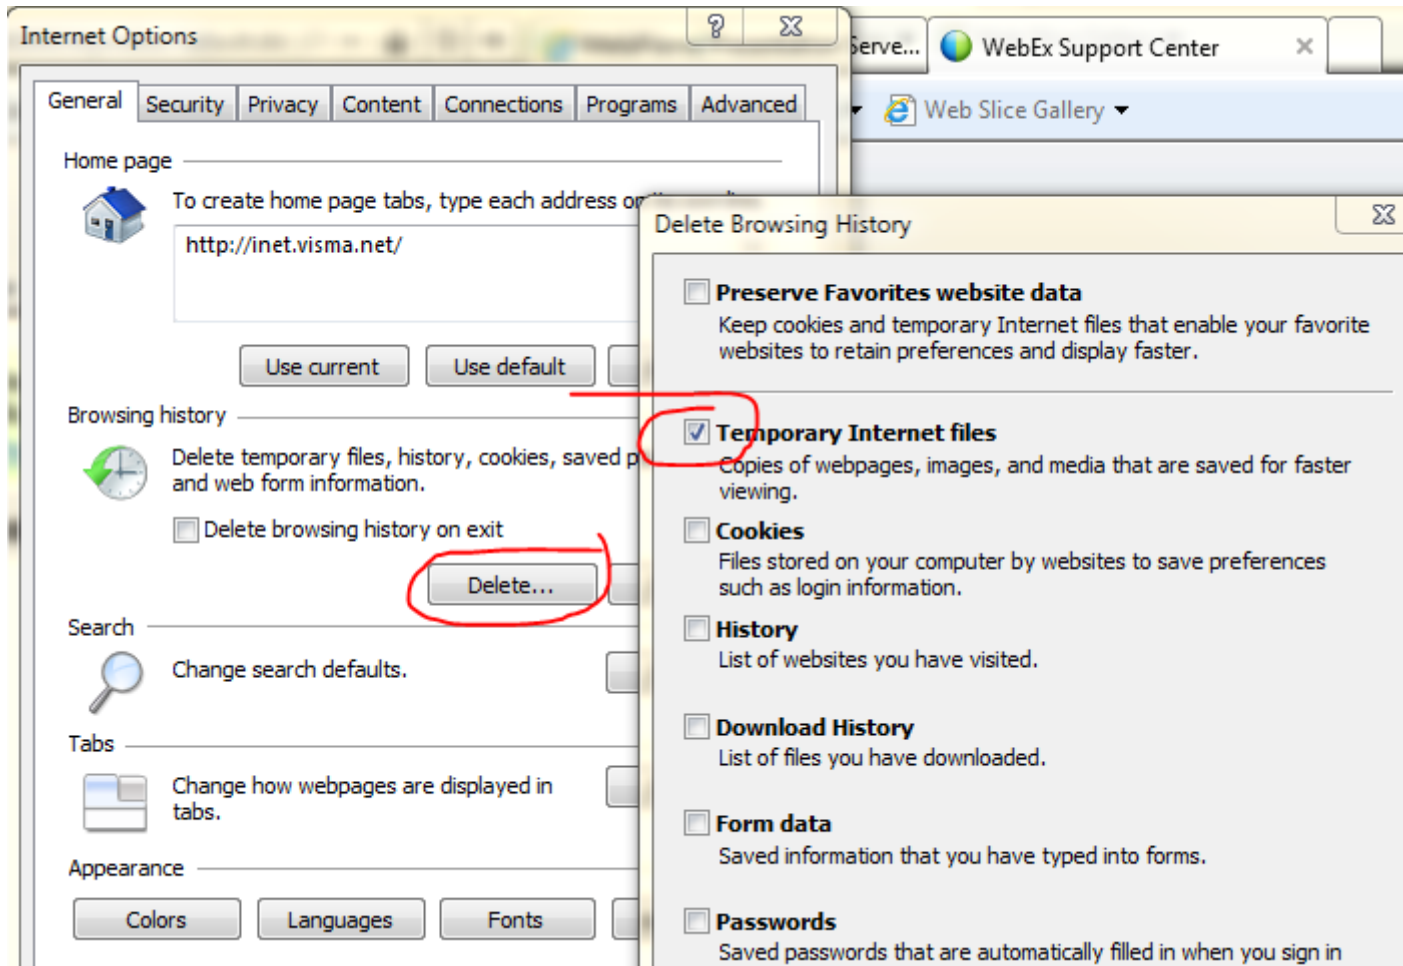 Internet Options
Serve...
WebEx Support Center
General Security Privacy Content Connections Programs Advanced
Web Slice Gallery
Home page
To create home page tabs, type each address
http://inet.visma.net/
Use current Use default
Browsing history
Delete temporary files, history, cookies, saved
and web form information.
Delete browsing history on exit
Delete...
Search
Change search defaults.
Tabs
Change how webpages are displayed in
tabs.
Appearance
Colors Languages Fonts
Delete Browsing History
Preserve Favorites website data
Keep cookies and temporary Internet files that enable your favorite
websites to retain preferences and display faster.
Temporary Internet files
Copies of webpages, images, and media that are saved for faster
viewing.
Cookies
Files stored on your computer by websites to save preferences
such as login information.
History
List of websites you have visited.
Download History
List of files you have downloaded.
Form data
Saved information that you have typed into forms.
Passwords
Saved passwords that are automatically filled in when you sign in